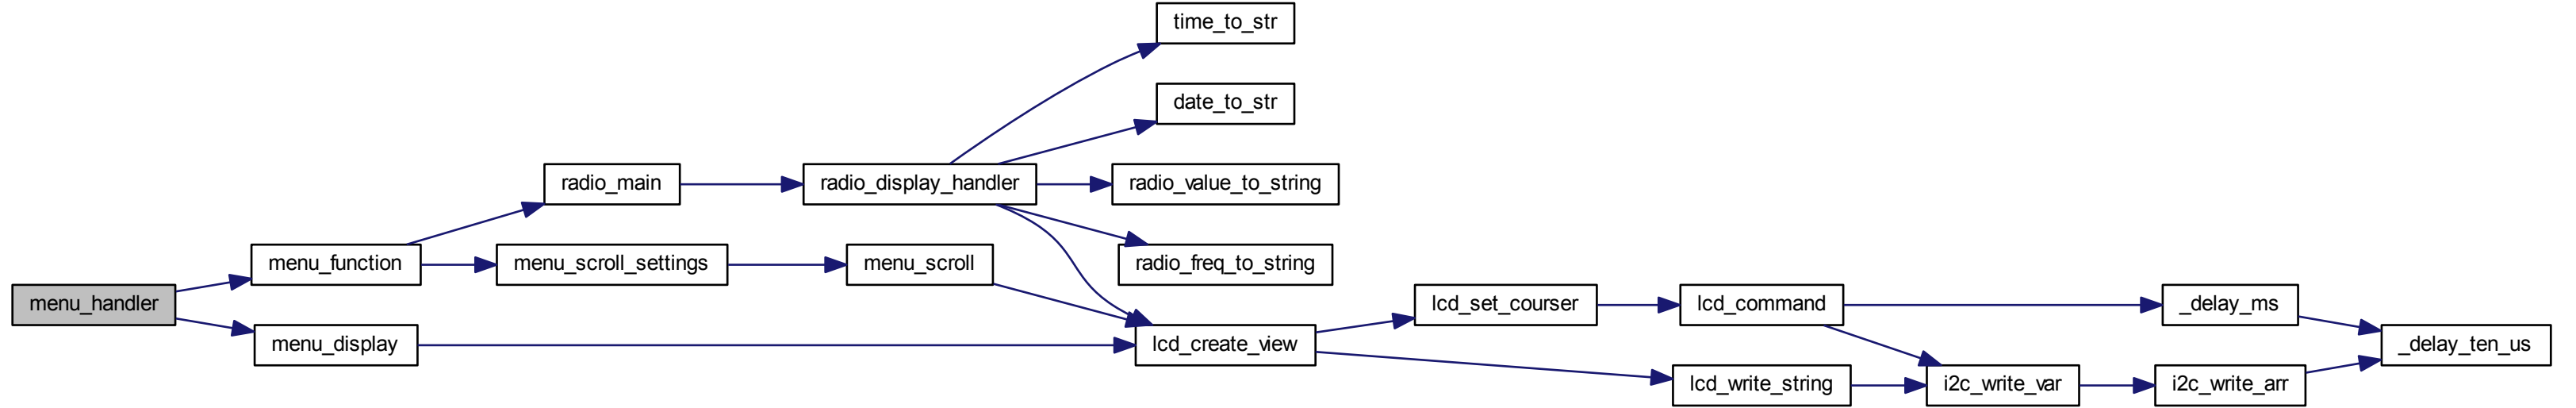 time_to_str
date_to_str
radio_main
radio_display_handler
radio_value_to_string
menu_function
menu_scroll_settings
menu_scroll
radio_freq_to_string
menu_handler
lcd_set_courser
lcd_command
_delay_ms
menu_display
lcd_create_view
_delay_ten_us
lcd_write_string
i2c_write_var
i2c_write_arr